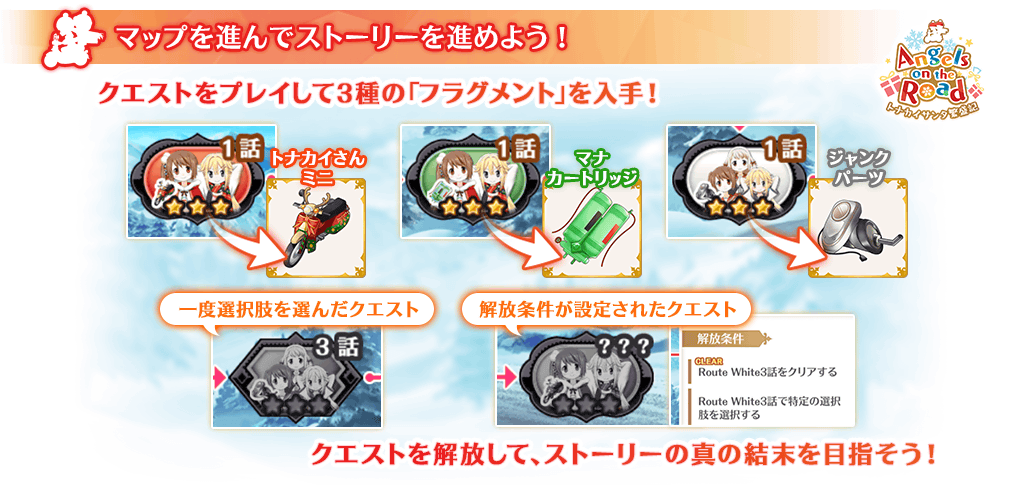 マップを進んでストーリーを進めよう！
Angels
on the
Road
トナカイサンタ繁盛記
クエストをプレイして3種の「フラグメント」を入手！
1話
トナカイさん
ミニ
1話
マナ
カートリッジ
1話
ジャンク
パーツ
一度選択肢を選んだクエスト
3話
解放条件が設定されたクエスト
？？？
解放条件
CLEAR
Route White3話をクリアする
Route White3話で特定の選択
肢を選択する
クエストを解放して、ストーリーの真の結末を目指そう！